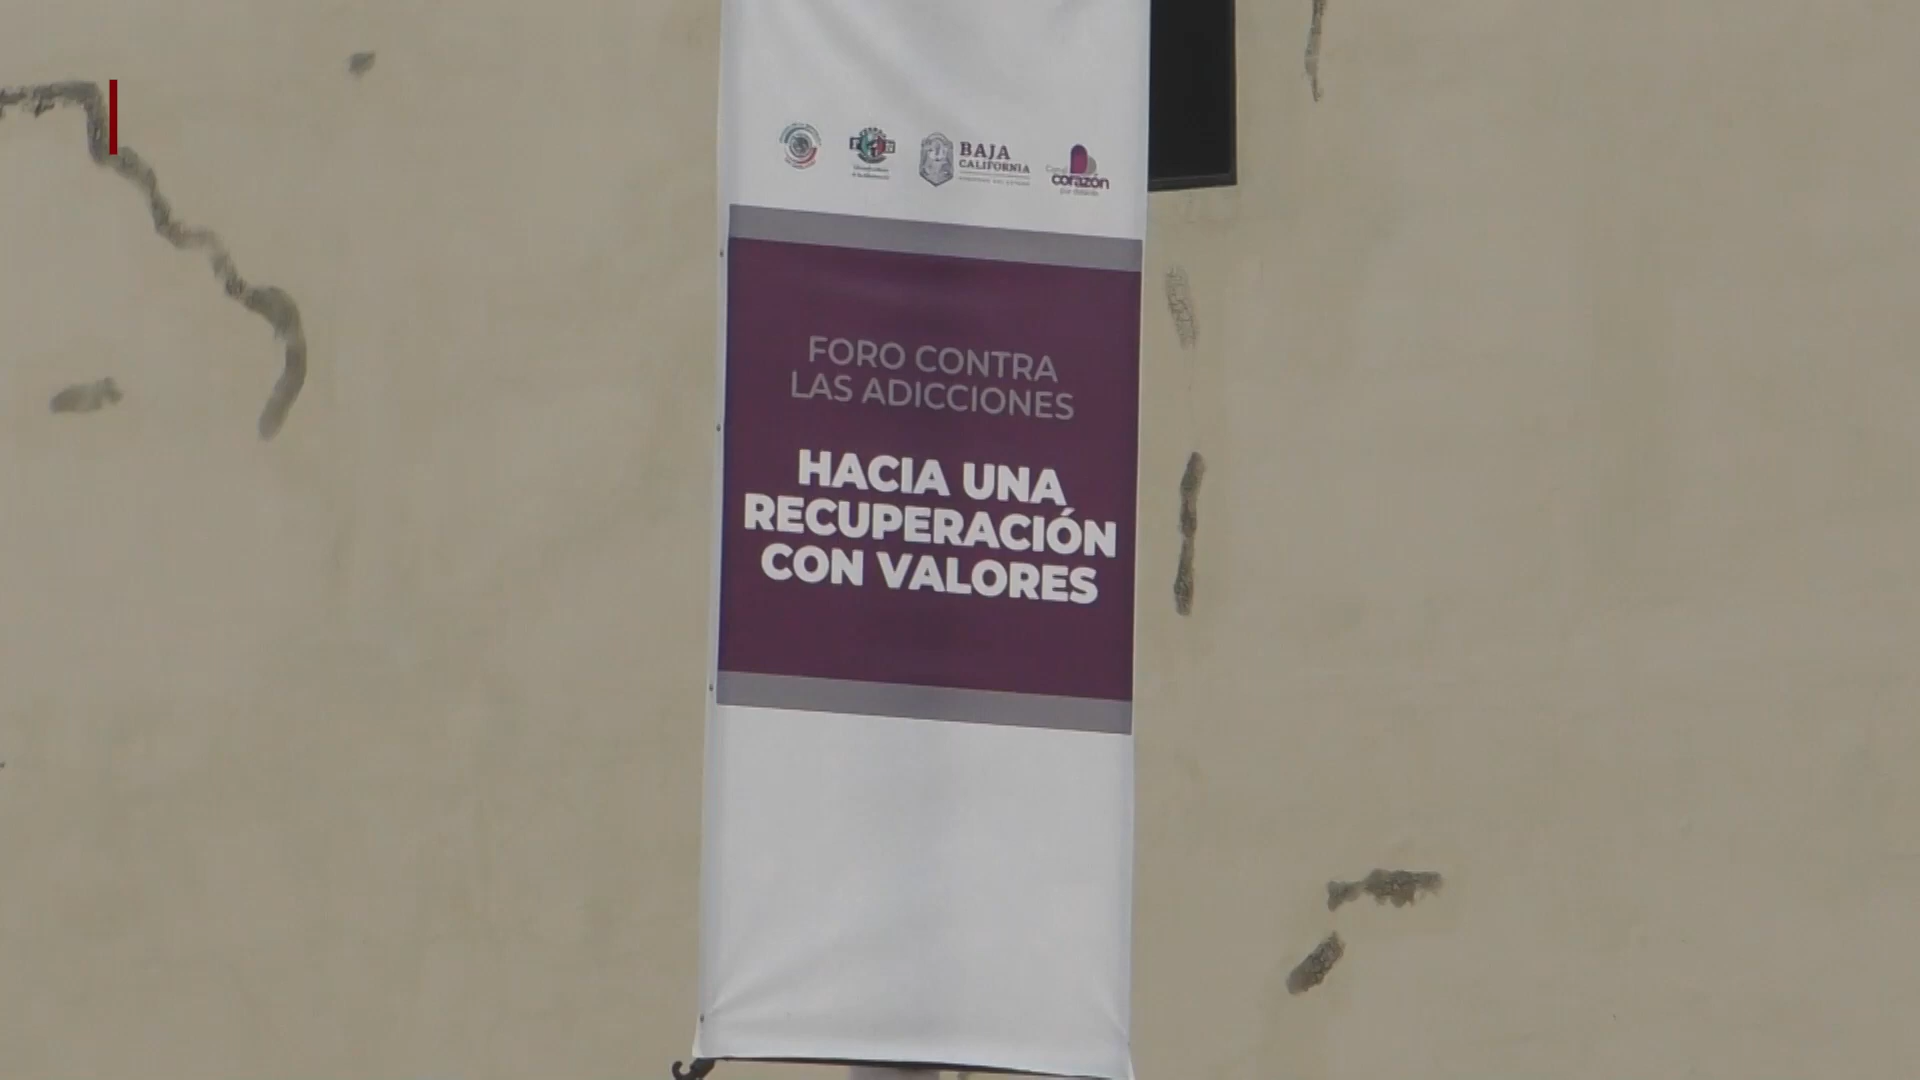 BAJA
CALIFORNIA
corazón
FORO CONTRA
LAS ADICCIONES
HACIA UNA
RECUPERACIÓN
CON VALORES